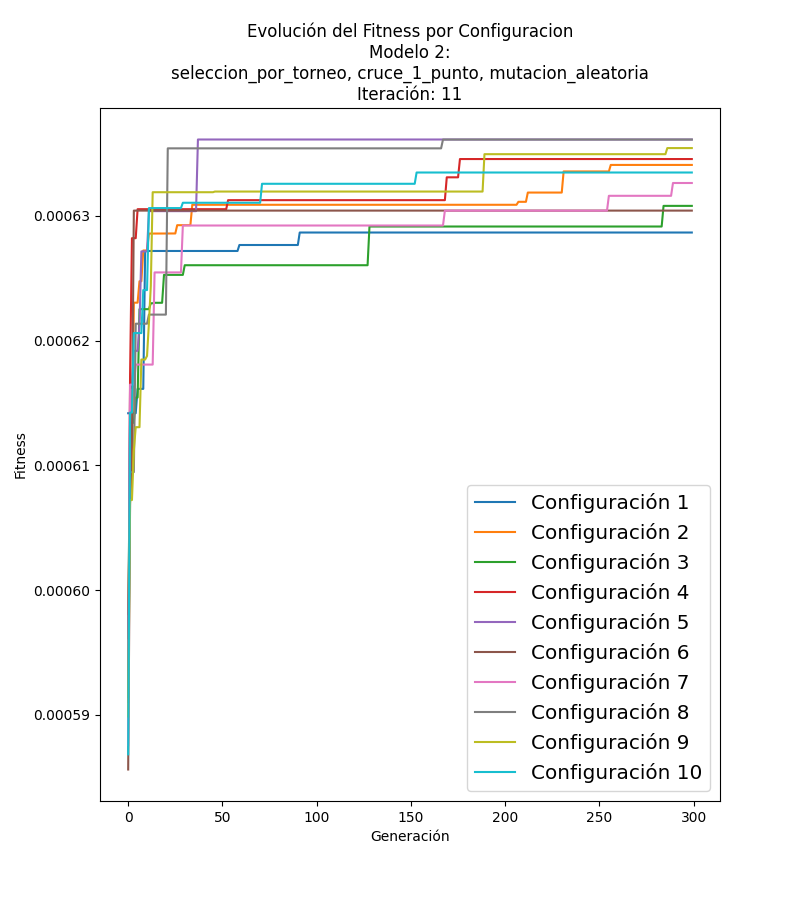 Evolución del Fitness por Configuracion
Modelo 2:
seleccion_por_torneo, cruce_1_punto, mutacion_aleatoria
Iteración: 11
Fitness
0.00063
0.00062
0.00061
0.00060
0.00059
Configuración 1
Configuración 2
Configuración 3
Configuración 4
Configuración 5
Configuración 6
Configuración 7
Configuración 8
Configuración 9
Configuración 10
0 50 100 150 200 250 300
Generación